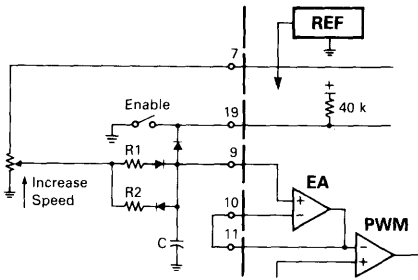 REF
7
+
Enable
19
40 k
R1
9
EA
Increase
Speed
R2
10
+
−
PWM
11
C
−
+